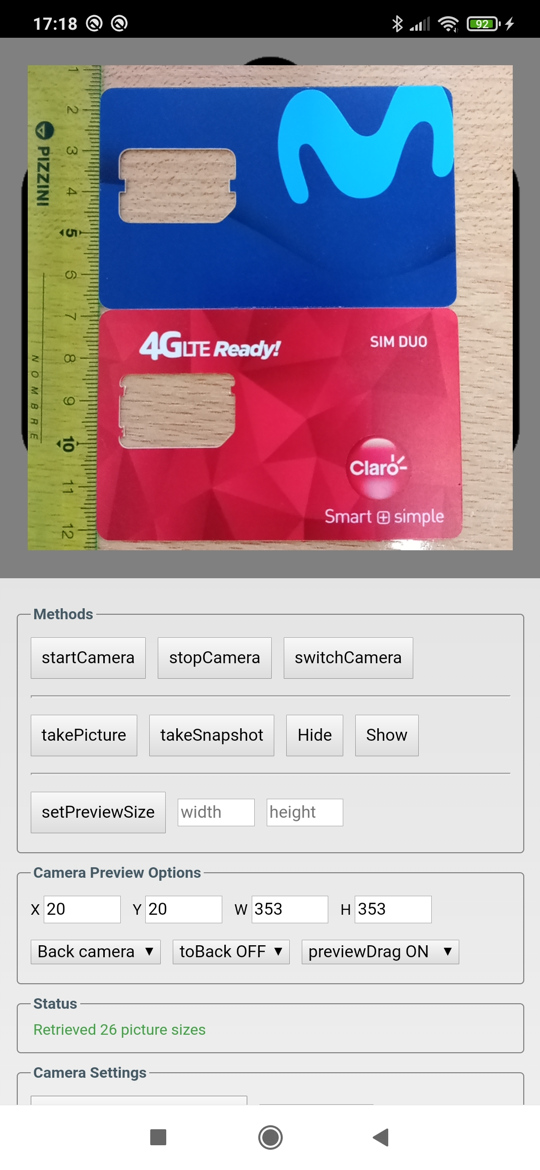 17:18
92
1
2
3
4
5
6
7
8
9
10
11
12
PIZZINI
NOMBRE
4G LTE Ready!
SIM DUO
Claro
Smart + simple
Methods
startCamera stopCamera switchCamera
takePicture takeSnapshot Hide Show
setPreviewSize width height
Camera Preview Options
X 20 Y 20 W 353 H 353
Back camera ▼ toBack OFF ▼ previewDrag ON ▼
Status
Retrieved 26 picture sizes
Camera Settings